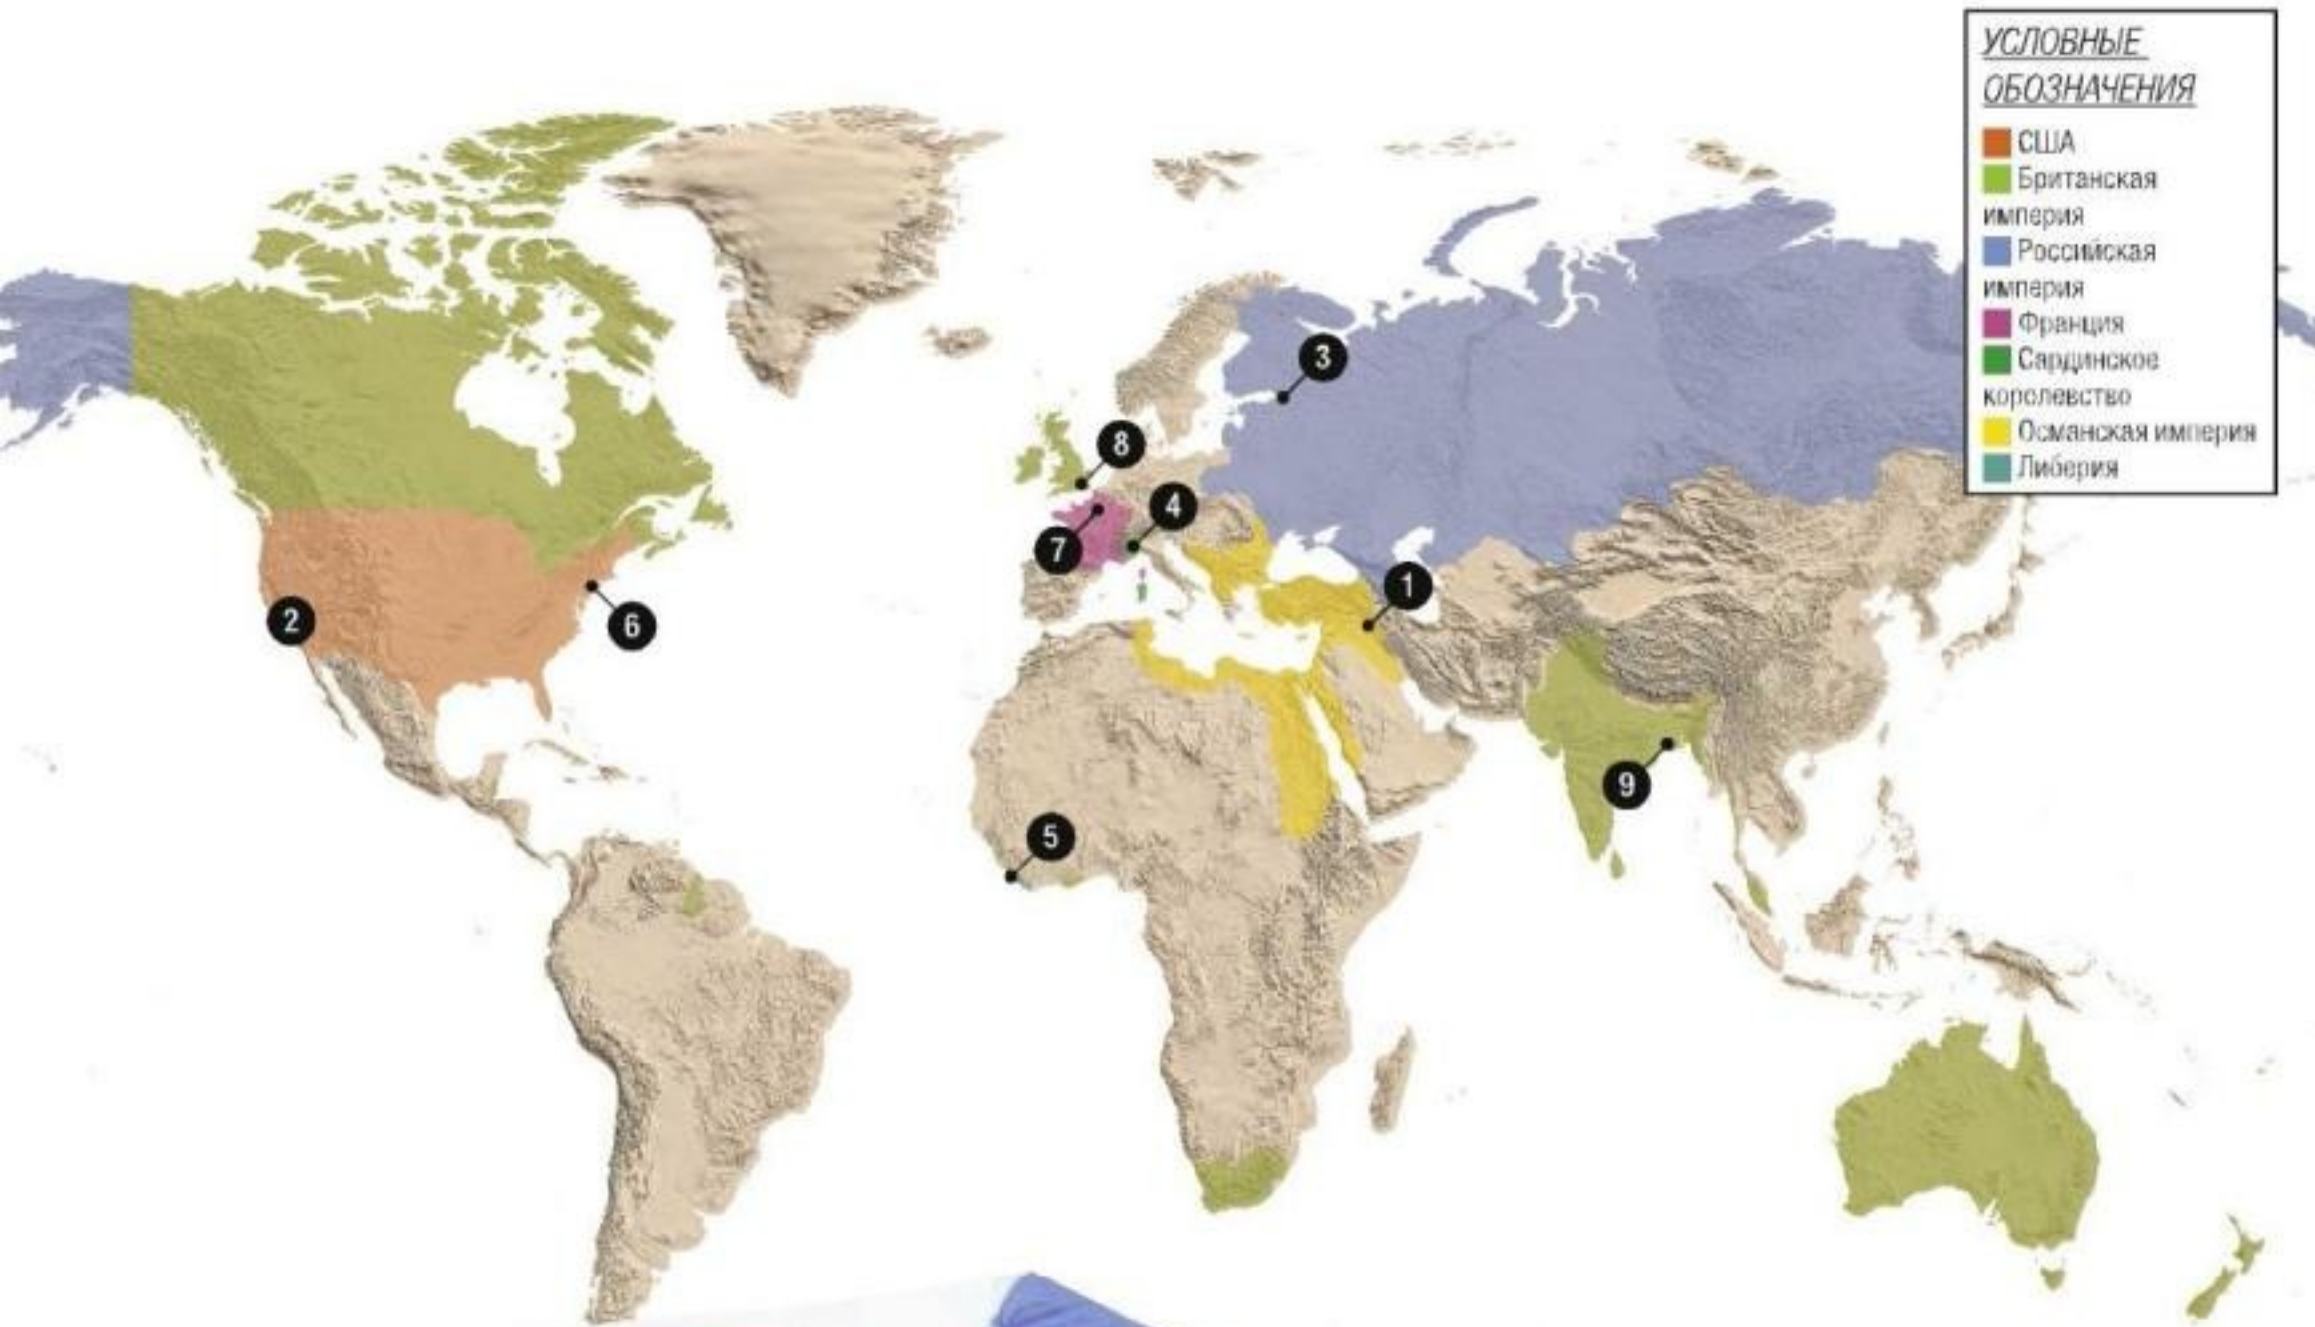 УСЛОВНЫЕ
ОБОЗНАЧЕНИЯ
США
Британская
империя
Российская
империя
Франция
Сардинское
королевство
Османская империя
Либерия
3
8
4
7
1
6
2
9
5